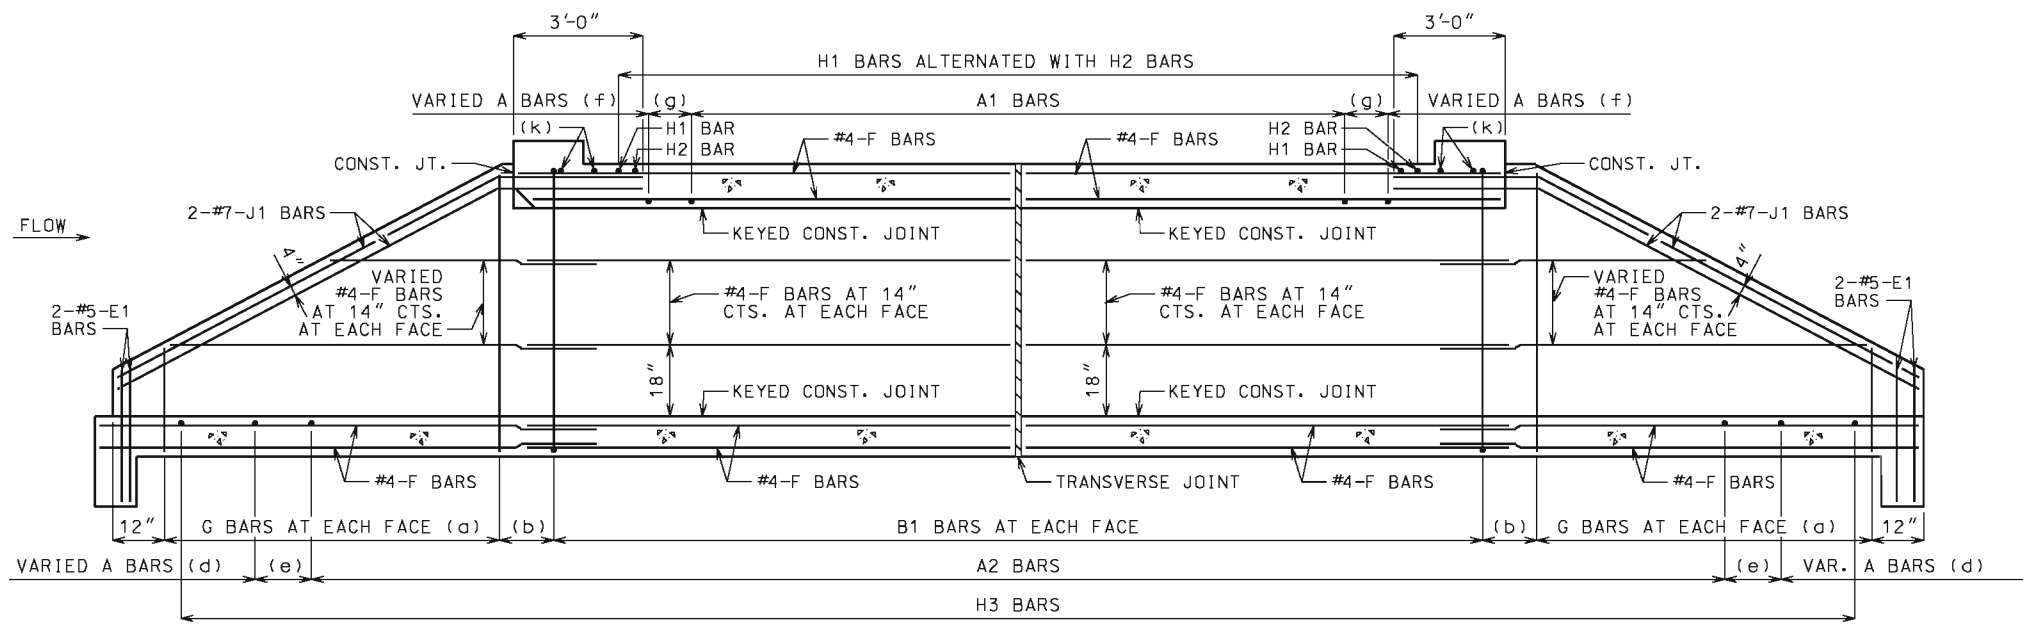 3'-0"
3'-0"
H1 BARS ALTERNATED WITH H2 BARS
VARIED A BARS (f)
(g)
A1 BARS
(g)
VARIED A BARS (f)
(k)
H1 BAR
H2 BAR
#4-F BARS
#4-F BARS
H2 BAR
H1 BAR
(k)
CONST. JT.
CONST. JT.
2-#7-J1 BARS
2-#7-J1 BARS
FLOW
KEYED CONST. JOINT
KEYED CONST. JOINT
4"
VARIED
#4-F BARS
AT 14" CTS.
AT EACH FACE
#4-F BARS AT 14"
CTS. AT EACH FACE
#4-F BARS AT 14"
CTS. AT EACH FACE
VARIED
#4-F BARS
AT 14" CTS.
AT EACH FACE
4"
2-#5-E1
BARS
2-#5-E1
BARS
18"
KEYED CONST. JOINT
18"
KEYED CONST. JOINT
#4-F BARS
#4-F BARS
TRANSVERSE JOINT
#4-F BARS
#4-F BARS
12"
G BARS AT EACH FACE (a)
(b)
B1 BARS AT EACH FACE
(b)
G BARS AT EACH FACE (a)
12"
VARIED A BARS (d)
(e)
A2 BARS
(e)
VAR. A BARS (d)
H3 BARS